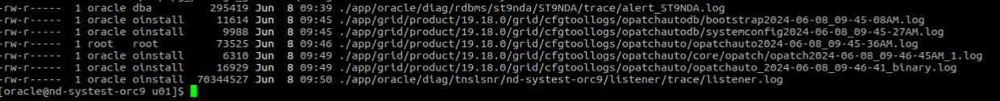 -rw-r----- 1 oracle dba 295419 Jun 8 09:39 ./app/oracle/diag/rdbms/st9nda/ST9NDA/trace/alert_ST9NDA.log
-rw-r----- 1 oracle oinstall 11614 Jun 8 09:45 ./app/grid/product/19.18.0/grid/cfgtoollogs/opatchautodb/bootstrap2024-06-08_09-45-08AM.log
-rw-r----- 1 oracle oinstall 9988 Jun 8 09:45 ./app/grid/product/19.18.0/grid/cfgtoollogs/opatchautodb/systemconfig2024-06-08_09-45-27AM.log
-rw-r----- 1 root root 73525 Jun 8 09:46 ./app/grid/product/19.18.0/grid/cfgtoollogs/opatchauto/opatchauto2024-06-08_09-45-36AM.log
-rw-r----- 1 oracle oinstall 6310 Jun 8 09:49 ./app/grid/product/19.18.0/grid/cfgtoollogs/opatchauto/core/opatch/opatch2024-06-08_09-46-45AM_1.log
-rw-r----- 1 oracle oinstall 16929 Jun 8 09:49 ./app/grid/product/19.18.0/grid/cfgtoollogs/opatchauto/opatchauto_2024-06-08_09-46-41_binary.log
-rw-r----- 1 oracle oinstall 70344527 Jun 8 09:50 ./app/oracle/diag/tnslsnr/nd-systest-orc9/listener/trace/listener.log
[oracle@nd-systest-orc9 u01]$